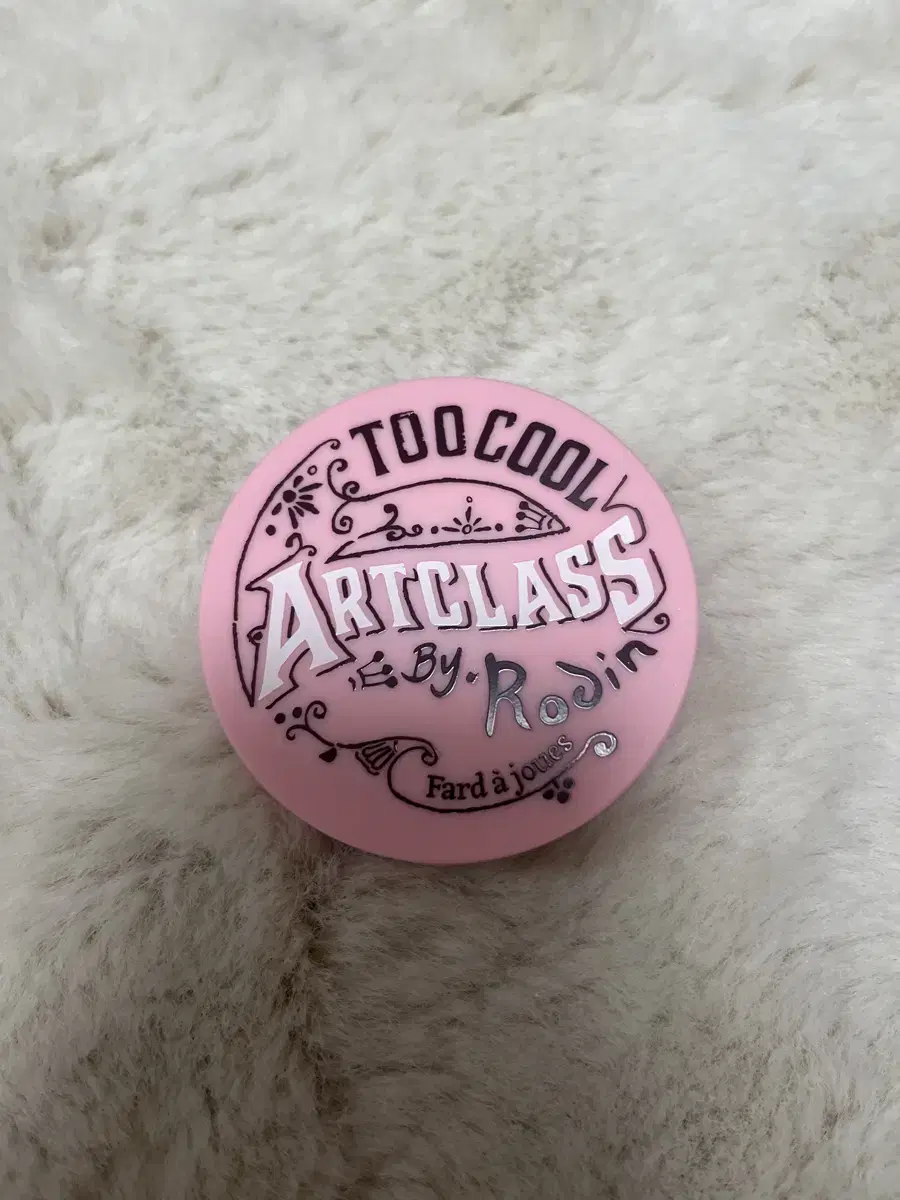 TOO COOL
ARTCLASS
By. Rodin
Fard à joues